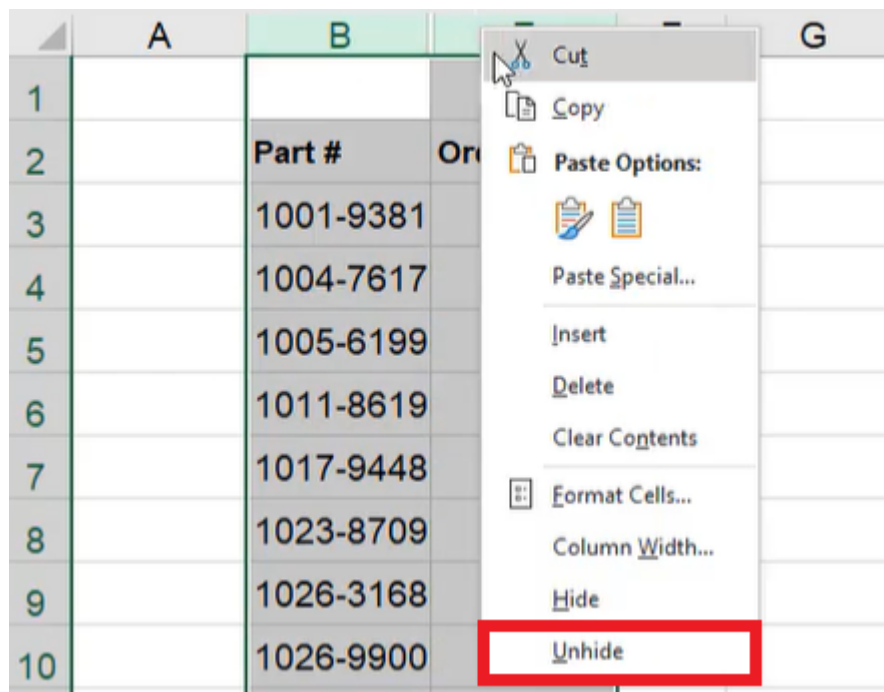 A B G
1
2 Part # Or
3 1001-9381
4 1004-7617
5 1005-6199
6 1011-8619
7 1017-9448
8 1023-8709
9 1026-3168
10 1026-9900
Cut
Copy
Paste Options:
Paste Special...
Insert
Delete
Clear Contents
Format Cells...
Column Width...
Hide
Unhide